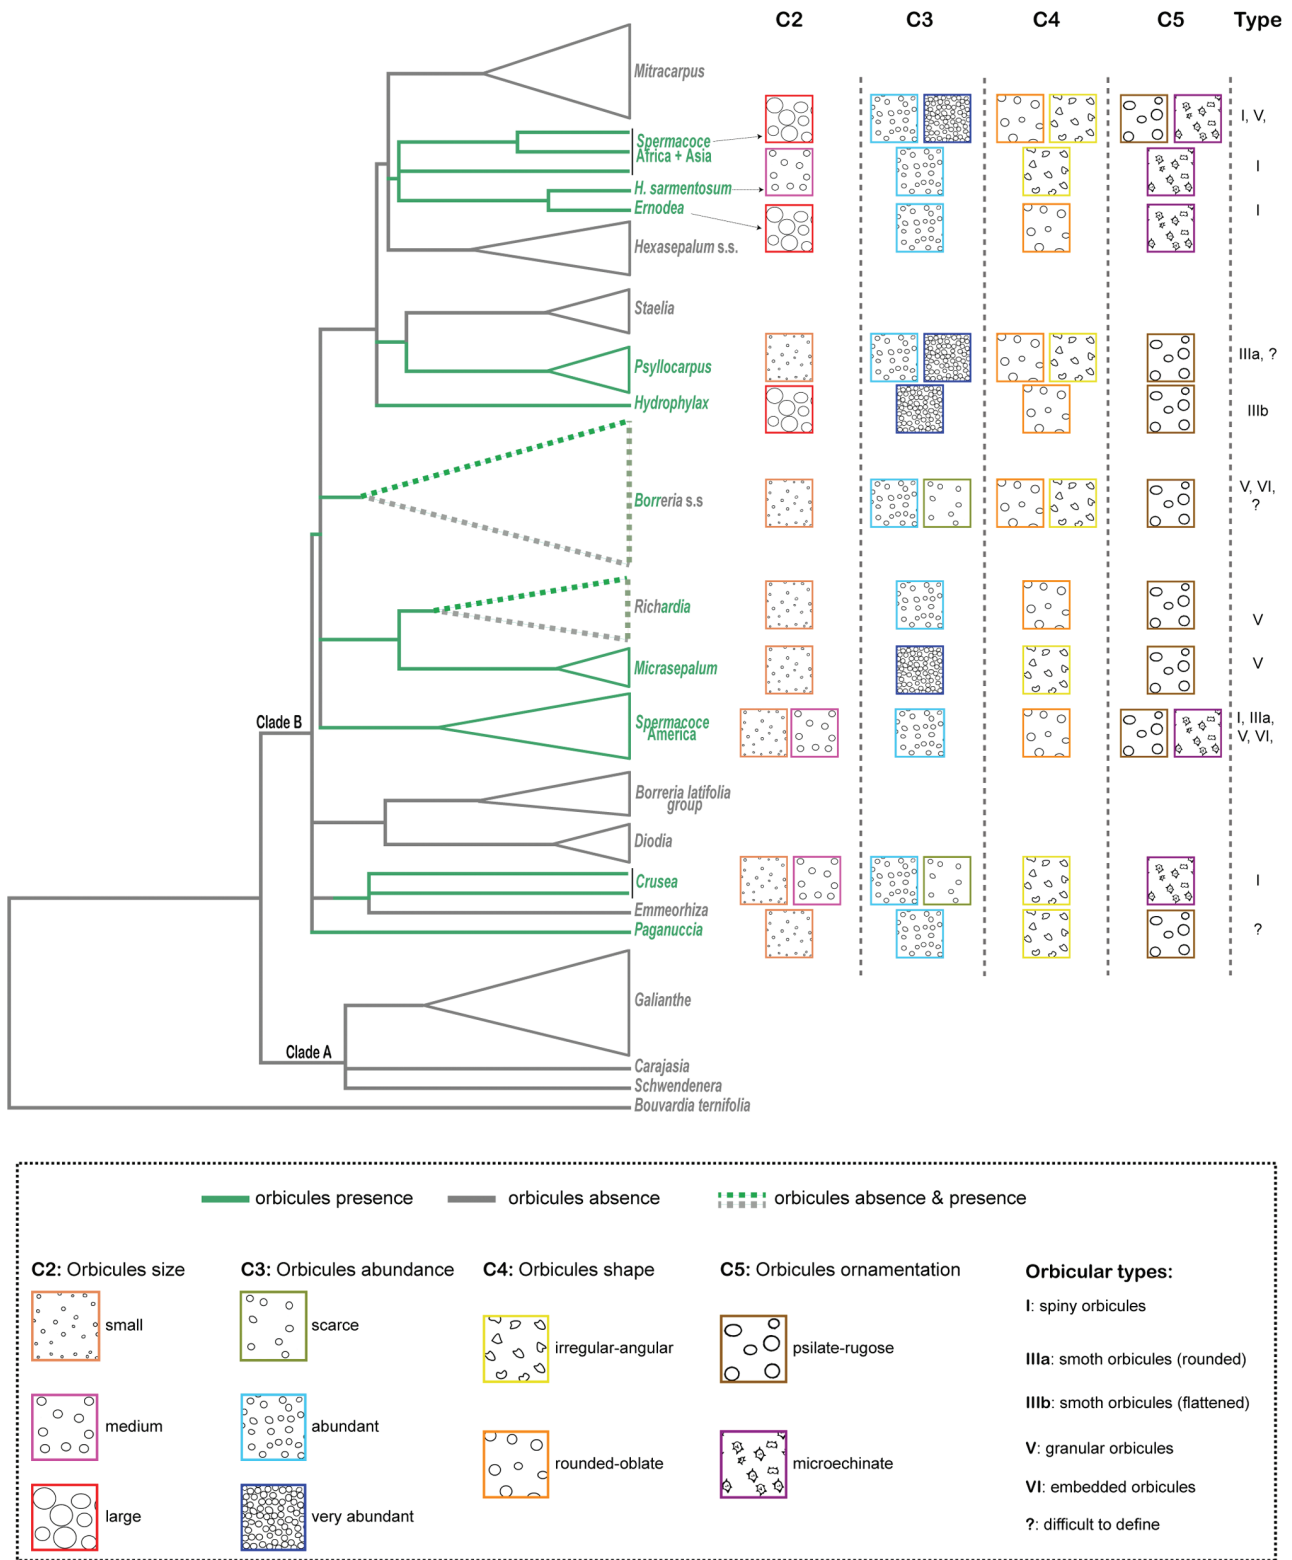 C2 C3 C4 C5 Type
Mitracarpus
Spermacoce
Africa + Asia
I, V,
H. sarmentosum
I
Ernodea
I
Hexasepalum s.s.
Staelia
Psyllocarpus
IIIa, ?
Hydrophylax
IIIb
Borreria s.s
V, VI,
?
Richardia
V
Micrasepalum
V
Clade B
Spermacoce
America
I, IIIa,
V, VI,
Borreria latifolia
group
Diodia
Crusea
I
Emmeorhiza
Paganuccia
?
Galianthe
Clade A
Carajasia
Schwendenera
Bouvardia ternifolia
orbicules presence orbicules absence orbicules absence & presence
C2: Orbicules size
small
medium
large
C3: Orbicules abundance
scarce
abundant
very abundant
C4: Orbicules shape
irregular-angular
rounded-oblate
C5: Orbicules ornamentation
psilate-rugose
microechinate
Orbicular types:
I: spiny orbicules
IIIa: smoth orbicules (rounded)
IIIb: smoth orbicules (flattened)
V: granular orbicules
VI: embedded orbicules
?: difficult to define